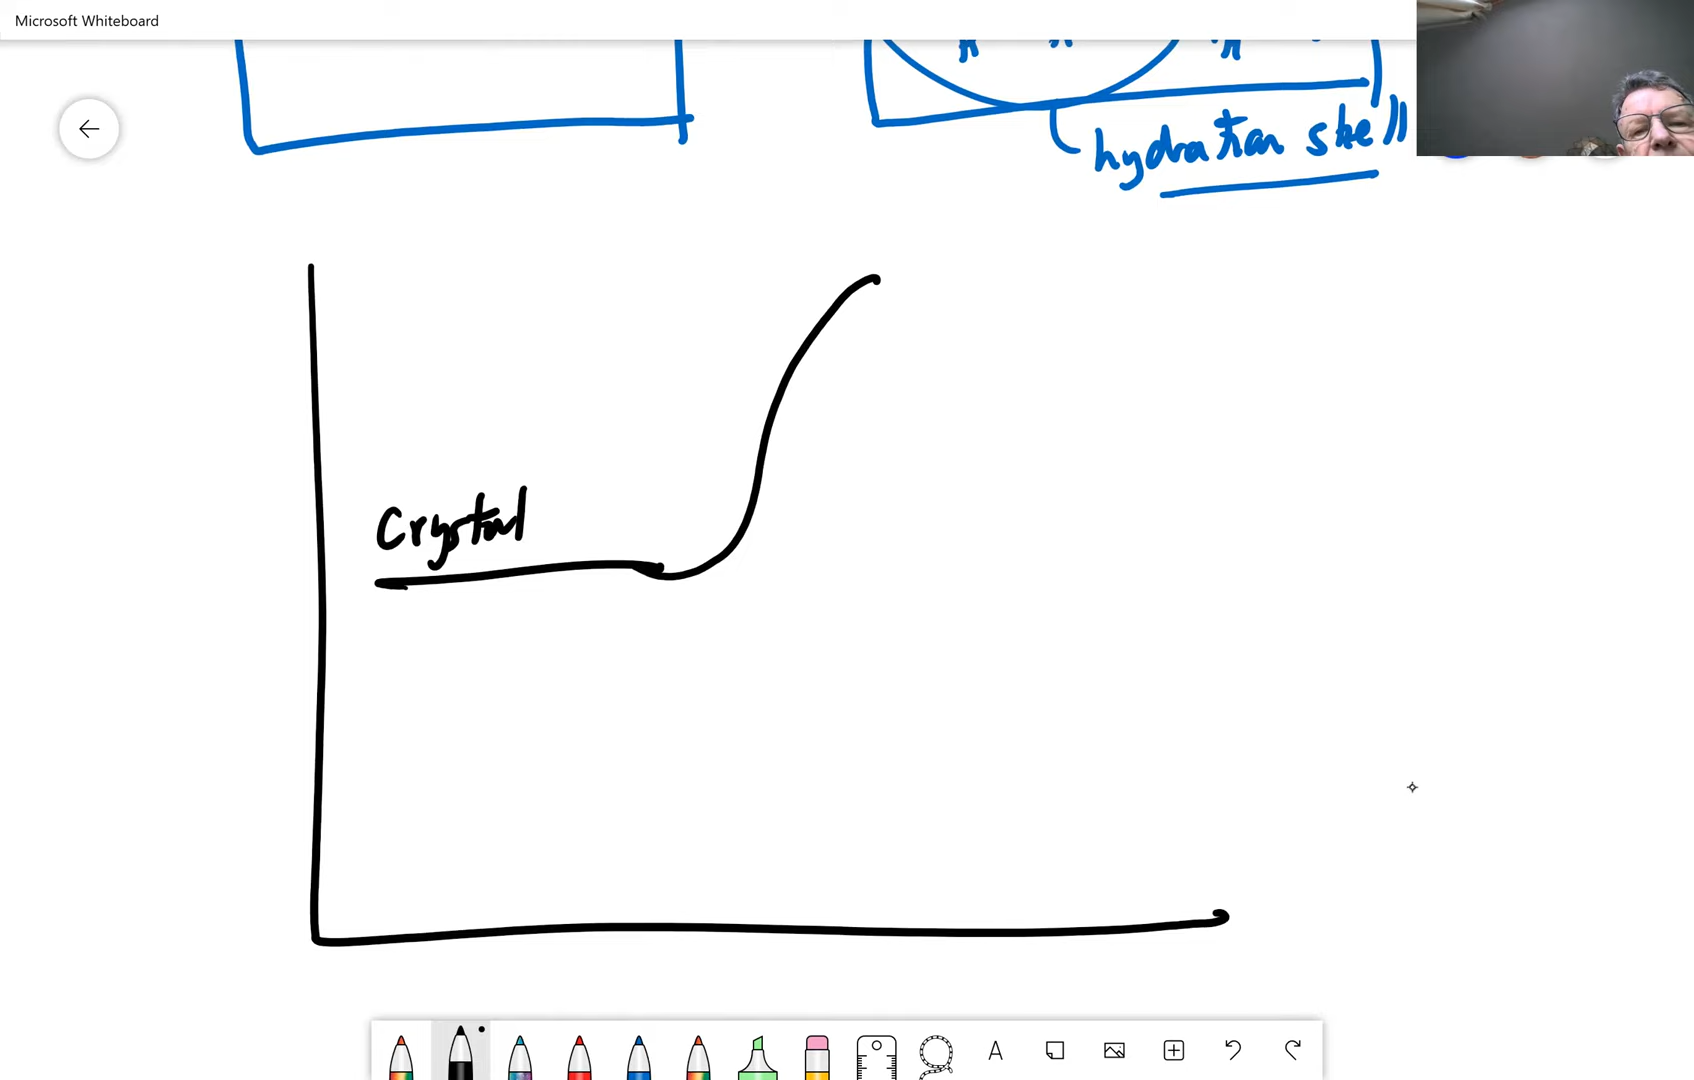 Microsoft Whiteboard
hydration shell
Crystal
A